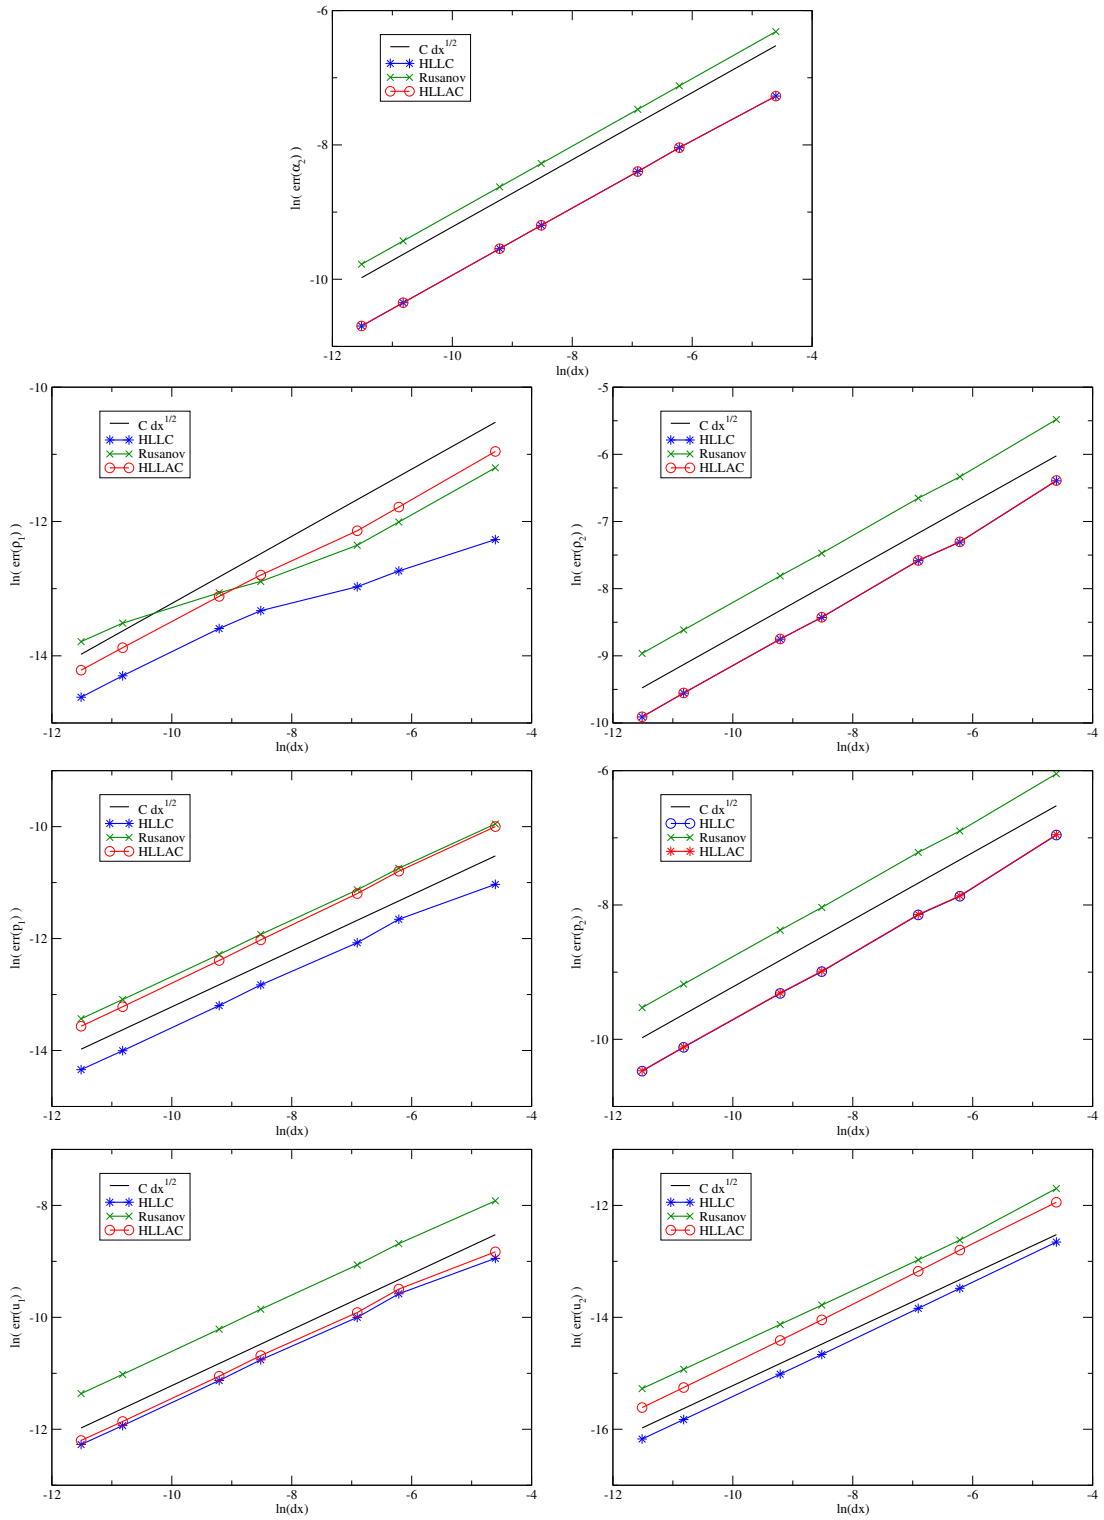 -6
-8
-10
-12
-10
-8
-6
-4
ln(dx)
ln( err(α₂) )
C dx^1/2
HLLC
Rusanov
HLLAC
-10
-12
-14
-12
-10
-8
-6
-4
ln(dx)
ln( err(ρ₁) )
C dx^1/2
HLLC
Rusanov
HLLAC
-5
-6
-7
-8
-9
-10
-12
-10
-8
-6
-4
ln(dx)
ln( err(ρ₂) )
C dx^1/2
HLLC
Rusanov
HLLAC
-10
-12
-14
-12
-10
-8
-6
-4
ln(dx)
ln( err(p₁) )
C dx^1/2
HLLC
Rusanov
HLLAC
-6
-8
-10
-12
-10
-8
-6
-4
ln(dx)
ln( err(p₂) )
C dx^1/2
HLLC
Rusanov
HLLAC
-8
-10
-12
-12
-10
-8
-6
-4
ln(dx)
ln( err(u₁) )
C dx^1/2
HLLC
Rusanov
HLLAC
-12
-14
-16
-12
-10
-8
-6
-4
ln(dx)
ln( err(u₂) )
C dx^1/2
HLLC
Rusanov
HLLAC